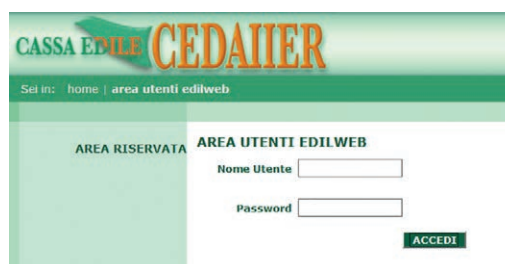 CASSA EDILE CEDAIIER
Sei in: home | area utenti edilweb
AREA RISERVATA
AREA UTENTI EDILWEB
Nome Utente
Password
ACCEDI